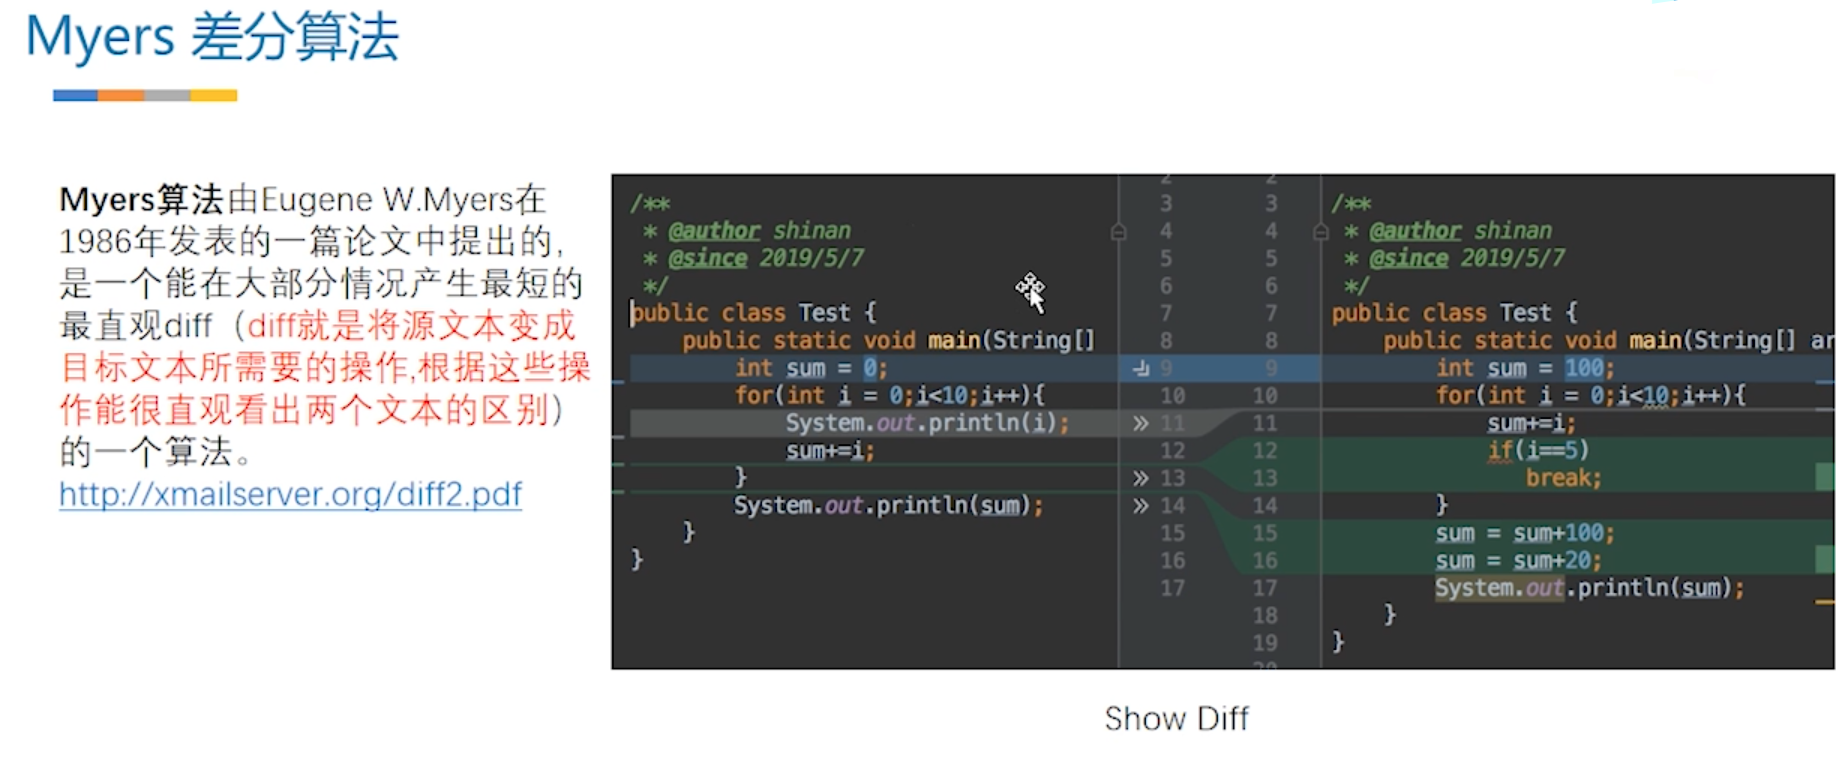 Myers 差分算法
Myers算法由Eugene W.Myers在
1986年发表的一篇论文中提出的,
是一个能在大部分情况产生最短的
最直观diff（diff就是将源文本变成
目标文本所需要的操作,根据这些操
作能很直观看出两个文本的区别）
的一个算法。
http://xmailserver.org/diff2.pdf
/**
* @author shinan
* @since 2019/5/7
*/
public class Test {
public static void main(String[]
int sum = 0;
for(int i = 0;i<10;i++){
System.out.println(i);
sum+=i;
}
System.out.println(sum);
}
}
2 2
3 3
4 4
5 5
6 6
7 7
8 8
9 9
10 10
» 11 11
12 12
» 13 13
» 14 14
15 15
16 16
17 17
18
19
20
/**
* @author shinan
* @since 2019/5/7
*/
public class Test {
public static void main(String[] ar
int sum = 100;
for(int i = 0;i<10;i++){
sum+=i;
if(i==5)
break;
}
sum = sum+100;
sum = sum+20;
System.out.println(sum);
}
}
Show Diff